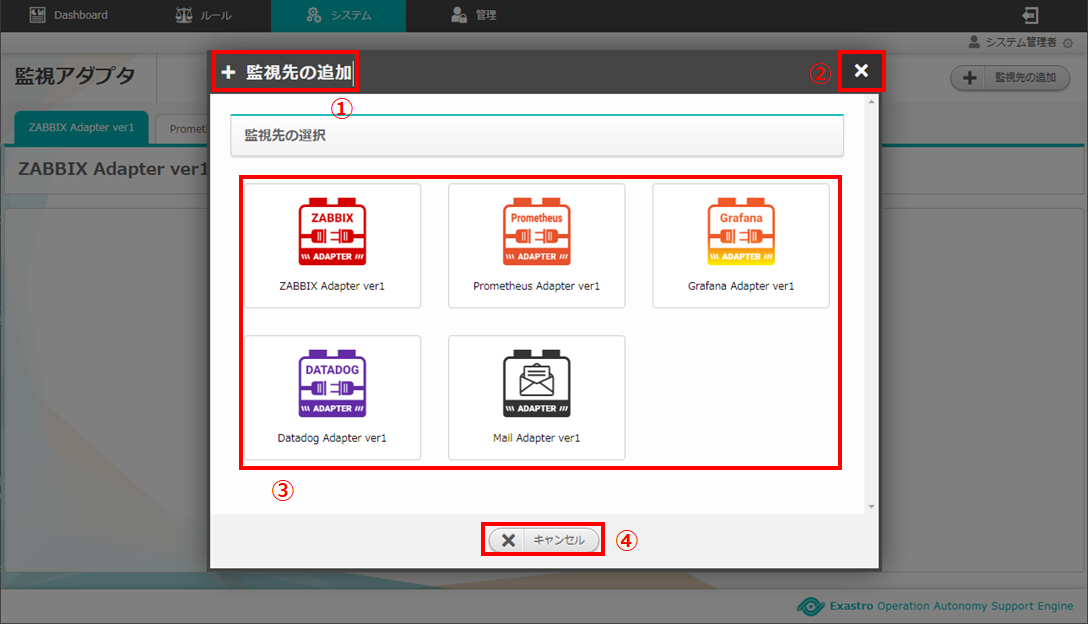 Dashboard ルール システム 管理
システム管理者
監視アダプタ
監視先の追加
ZABBIX Adapter ver1
Promet
ZABBIX Adapter ver1
監視先の追加
①
②
監視先の選択
ZABBIX
ADAPTER
ZABBIX Adapter ver1
Prometheus
ADAPTER
Prometheus Adapter ver1
Grafana
ADAPTER
Grafana Adapter ver1
DATADOG
ADAPTER
Datadog Adapter ver1
ADAPTER
Mail Adapter ver1
③
キャンセル
④
Exastro Operation Autonomy Support Engine